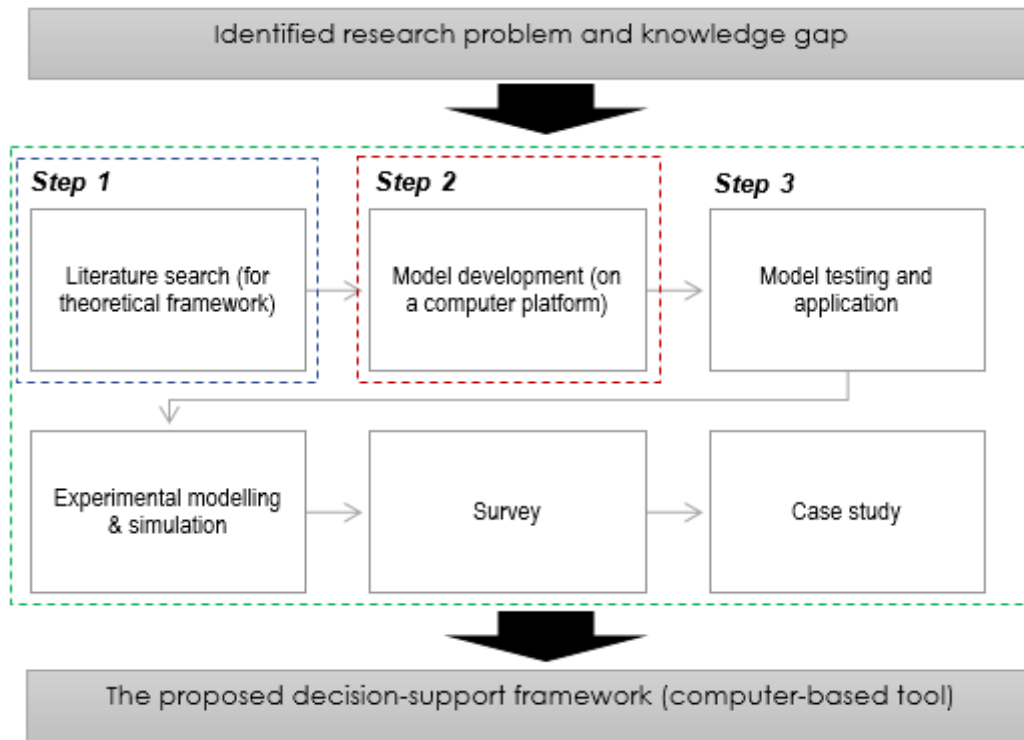 Identified research problem and knowledge gap
Step 1
Literature search (for
theoretical framework)
Step 2
Model development (on
a computer platform)
Step 3
Model testing and
application
Experimental modelling
& simulation
Survey
Case study
The proposed decision-support framework (computer-based tool)